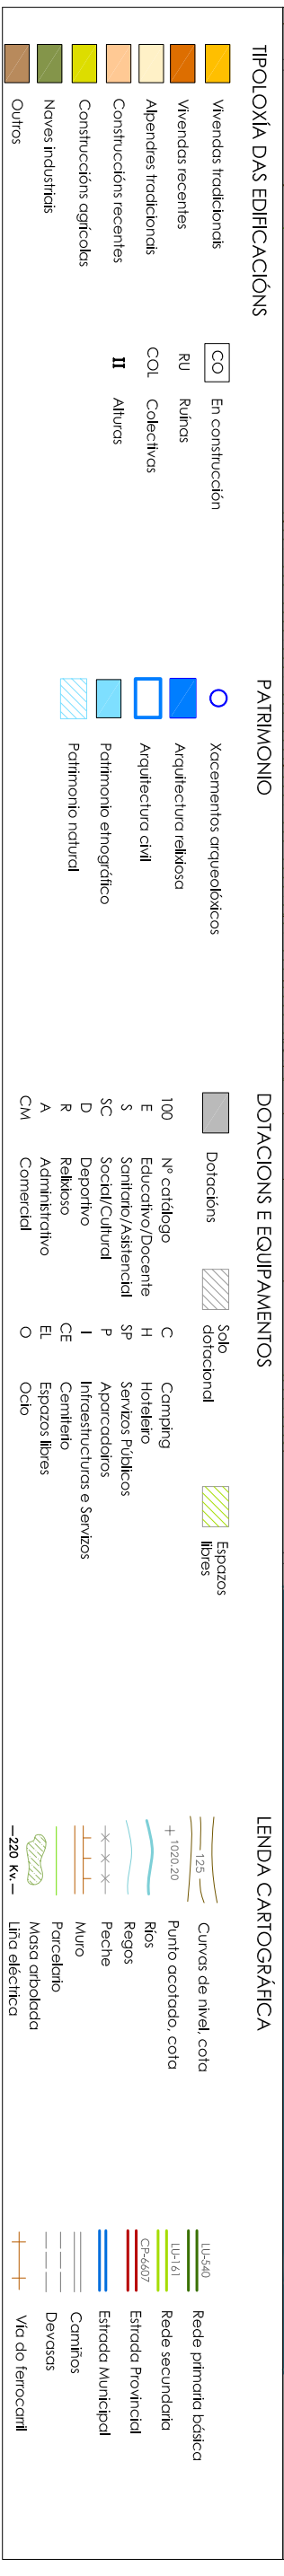 TIPOLOXÍA DAS EDIFICACIÓNS
Vivendas tradicionais
Vivendas recentes
Alpendres tradicionais
Construccións recentes
Construccións agrícolas
Naves industriais
Outros
CO En construcción
RU Ruínas
COL Colectivas
II Alturas
PATRIMONIO
Xacementos arqueolóxicos
Arquitectura relixiosa
Arquitectura civil
Patrimonio etnográfico
Patrimonio natural
DOTACIONS E EQUIPAMENTOS
Dotacións
Solo
dotacional
Espazos
libres
100 Nº catálogo
E Educativo/Docente
S Sanitario/Asistencial
SC Social/Cultural
D Deportivo
R Relixioso
A Administrativo
CM Comercial
C Camping
H Hoteleiro
SP Servizos Públicos
P Aparcadoiros
I Infraestructuras e Servizos
CE Cemiterio
EL Espazos libres
O Ocio
LENDA CARTOGRÁFICA
125 Curvas de nivel, cota
1020.20 Punto acotado, cota
Ríos
Regos
Peche
Muro
Parcelario
Masa arbolada
220 Kv. Liña eléctrica
LU-540 Rede primaria básica
LU-161 Rede secundaria
CP-6607 Estrada Provincial
Estrada Municipal
Camiños
Devasas
Vía do ferrocarril